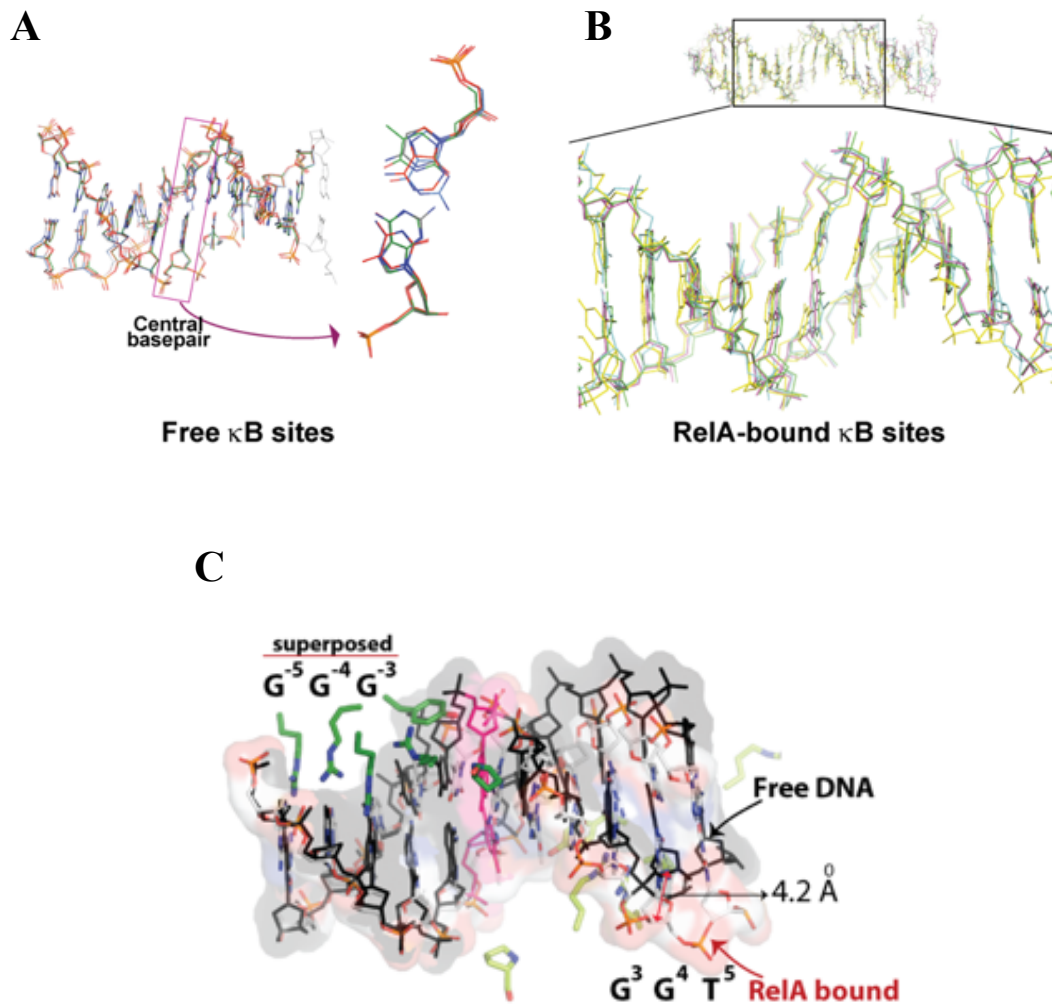 A
B
Central
basepair
Free κB sites
RelA-bound κB sites
C
superposed
G-5 G-4 G-3
Free DNA
4.2 Å
G3 G4 T5
RelA bound